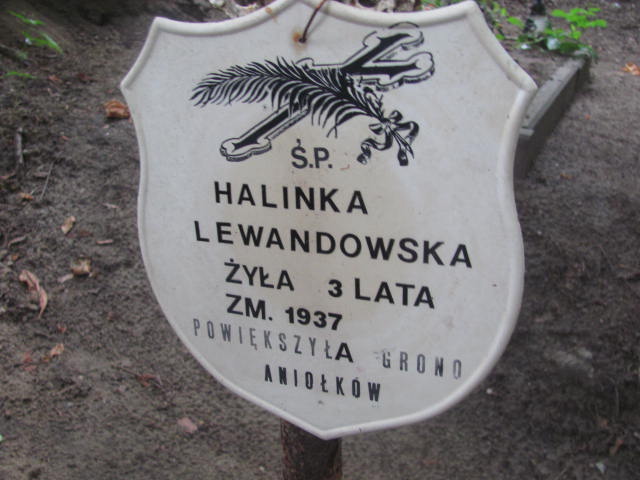 Ś.P.
HALINKA
LEWANDOWSKA
ŻYŁA 3 LATA
ZM. 1937
POWIĘKSZYŁA GRONO
ANIOŁKÓW